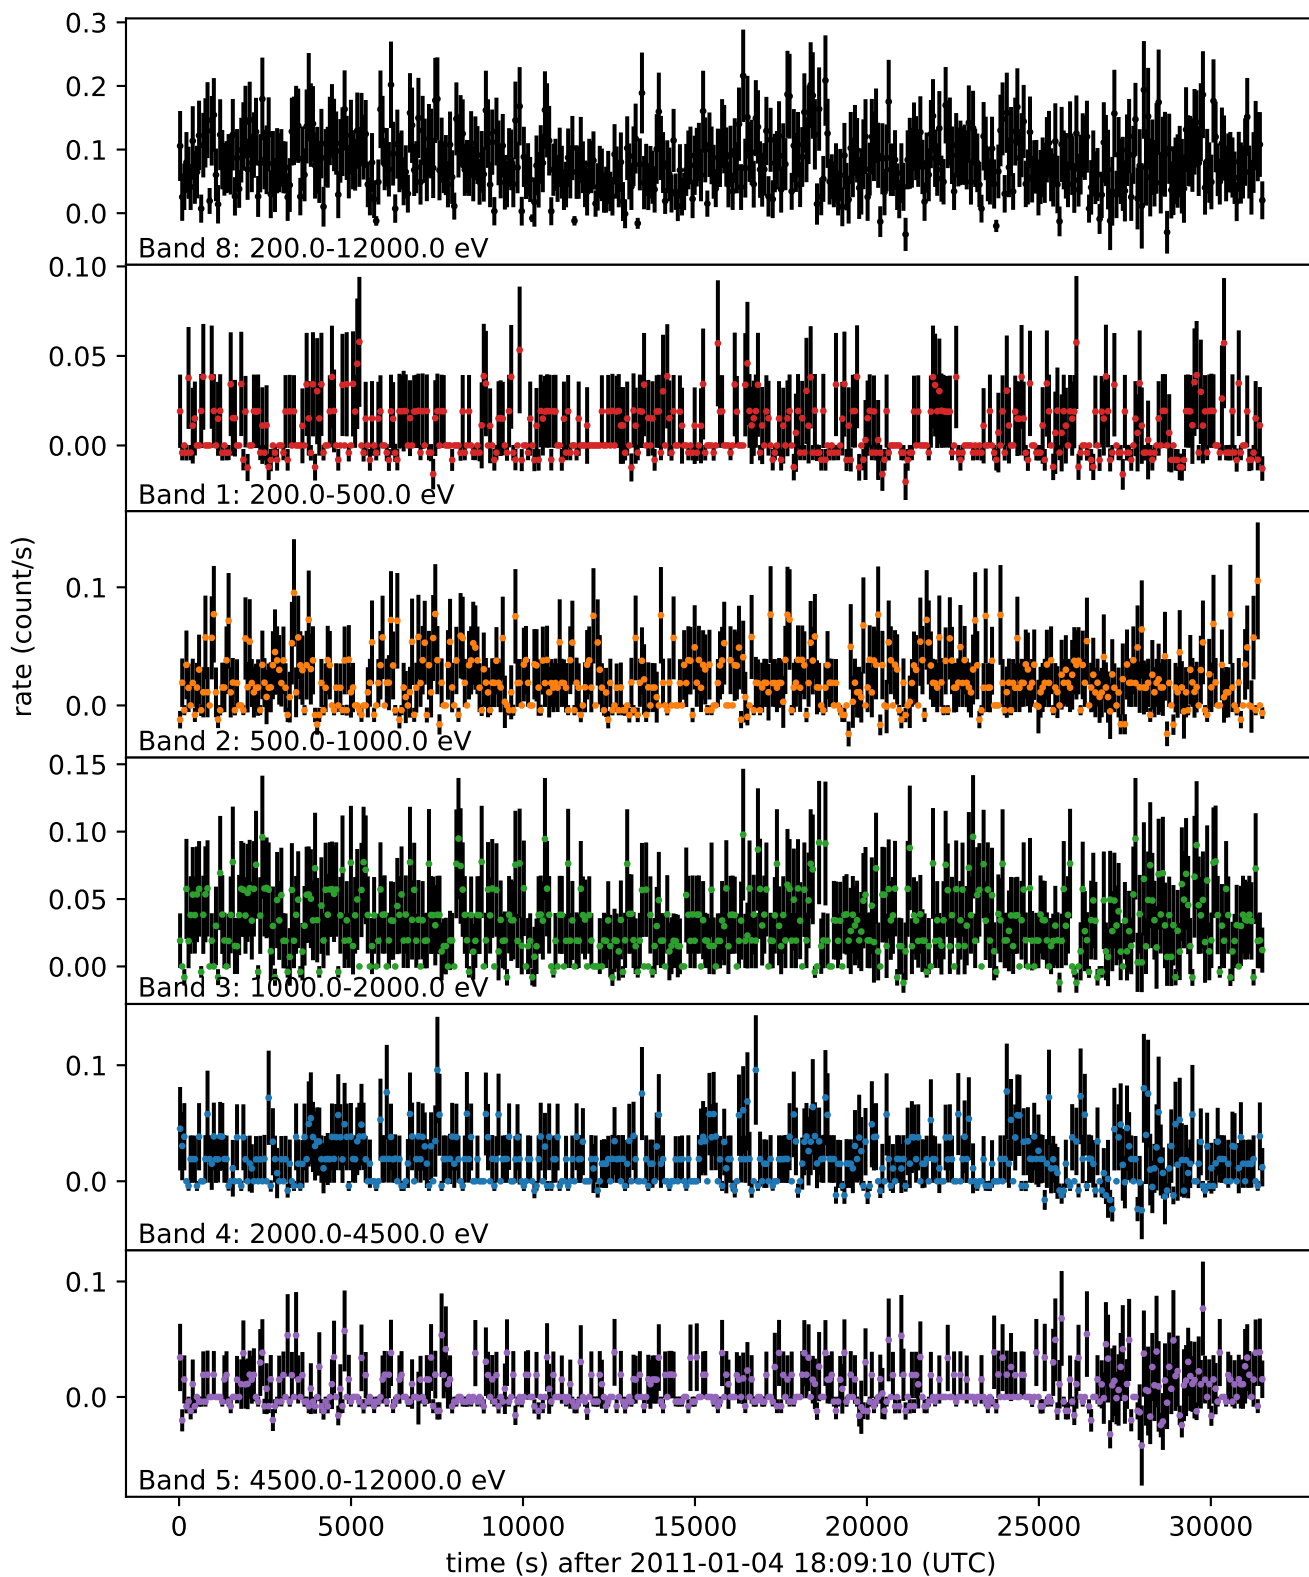 0.3
0.2
0.1
0.0
Band 8: 200.0-12000.0 eV
0.10
0.05
0.00
Band 1: 200.0-500.0 eV
0.1
0.0
Band 2: 500.0-1000.0 eV
rate (count/s)
0.15
0.10
0.05
0.00
Band 3: 1000.0-2000.0 eV
0.1
0.0
Band 4: 2000.0-4500.0 eV
0.1
0.0
Band 5: 4500.0-12000.0 eV
0 5000 10000 15000 20000 25000 30000
time (s) after 2011-01-04 18:09:10 (UTC)